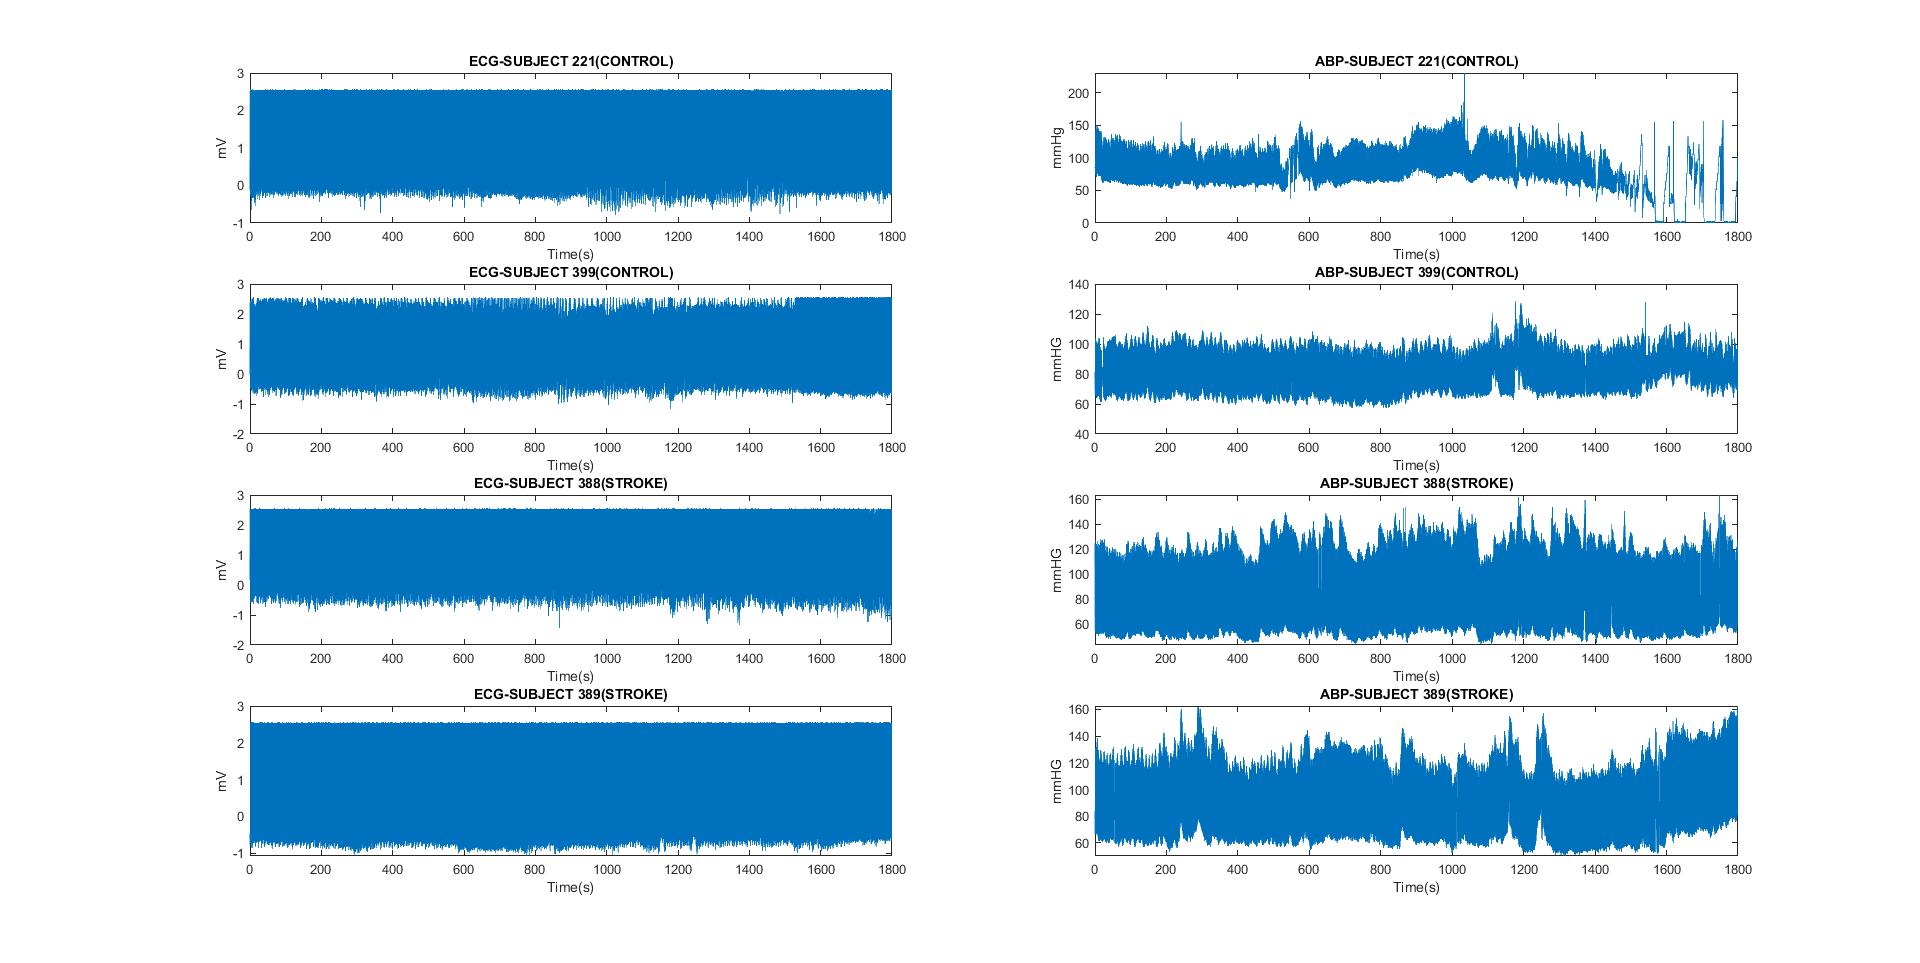 ECG-SUBJECT 221(CONTROL)
3
2
1
0
-1
mV
0 200 400 600 800 1000 1200 1400 1600 1800
Time(s)
ABP-SUBJECT 221(CONTROL)
200
150
100
50
0
mmHg
0 200 400 600 800 1000 1200 1400 1600 1800
Time(s)
ECG-SUBJECT 399(CONTROL)
3
2
1
0
-1
-2
mV
0 200 400 600 800 1000 1200 1400 1600 1800
Time(s)
ABP-SUBJECT 399(CONTROL)
140
120
100
80
60
40
mmHG
0 200 400 600 800 1000 1200 1400 1600 1800
Time(s)
ECG-SUBJECT 388(STROKE)
3
2
1
0
-1
-2
mV
0 200 400 600 800 1000 1200 1400 1600 1800
Time(s)
ABP-SUBJECT 388(STROKE)
160
140
120
100
80
60
mmHG
0 200 400 600 800 1000 1200 1400 1600 1800
Time(s)
ECG-SUBJECT 389(STROKE)
3
2
1
0
-1
mV
0 200 400 600 800 1000 1200 1400 1600 1800
Time(s)
ABP-SUBJECT 389(STROKE)
160
140
120
100
80
60
mmHG
0 200 400 600 800 1000 1200 1400 1600 1800
Time(s)